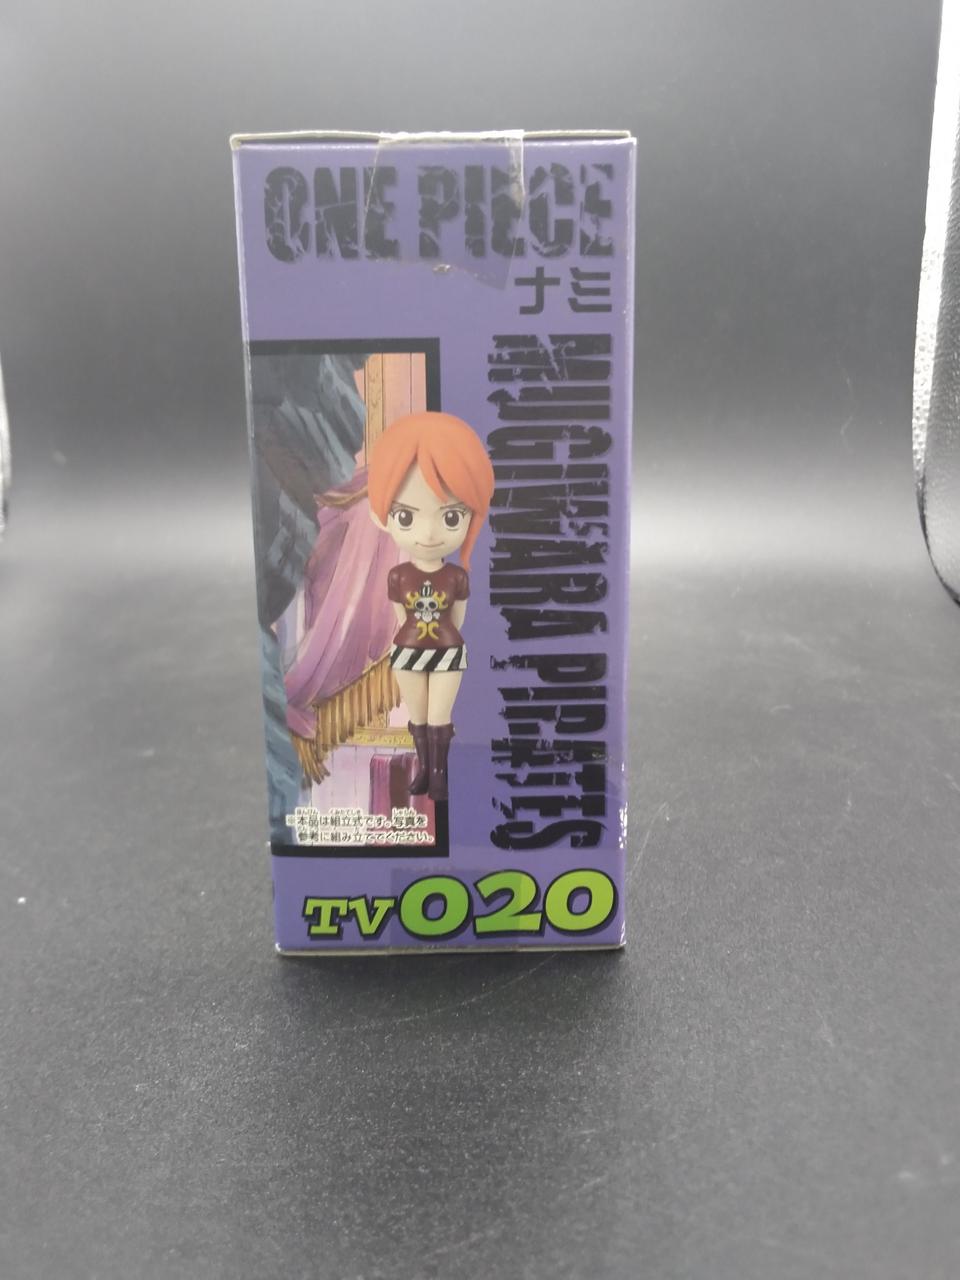 ONE PIECE
ナミ
MUGIWARA PIRATES
※本品は組立式です。写真を
参考に組み立ててください。
TV020